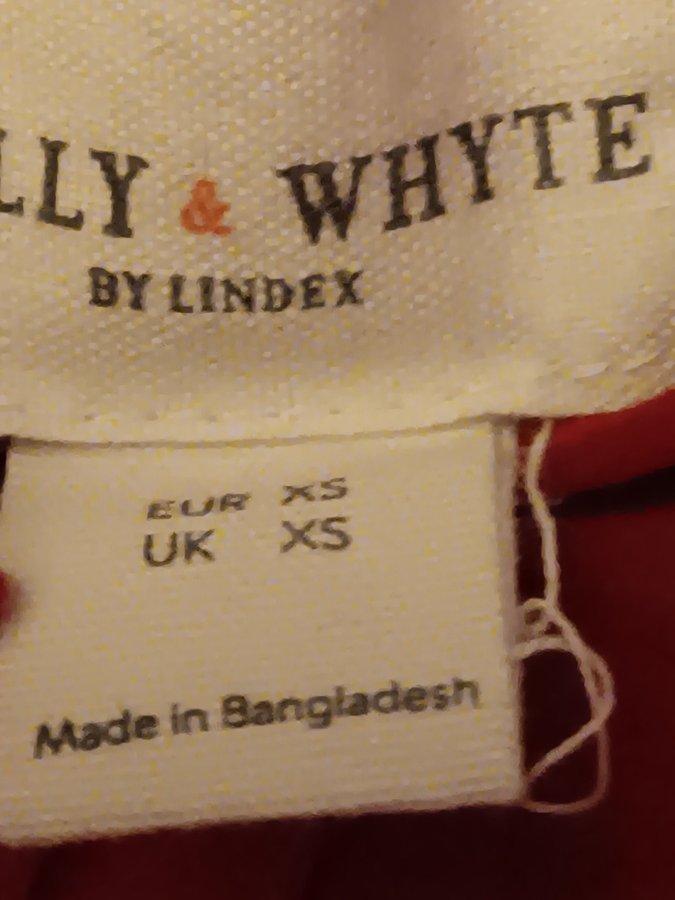 LLY & WHYTE
BY LINDEX
EUR XS
UK XS
Made in Bangladesh